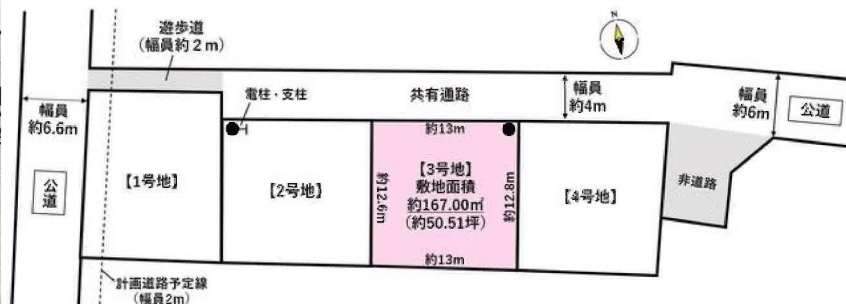 遊歩道
（幅員約２ｍ）
N
幅員
約6.6m
電柱・支柱
共有通路
幅員
約4m
幅員
約6m
公道
公道
【1号地】
【2号地】
約13m
【3号地】
敷地面積
約167.00㎡
（約50.51坪）
約12.6m
約12.8m
約13m
【4号地】
非道路
計画道路予定線
（幅員2m）